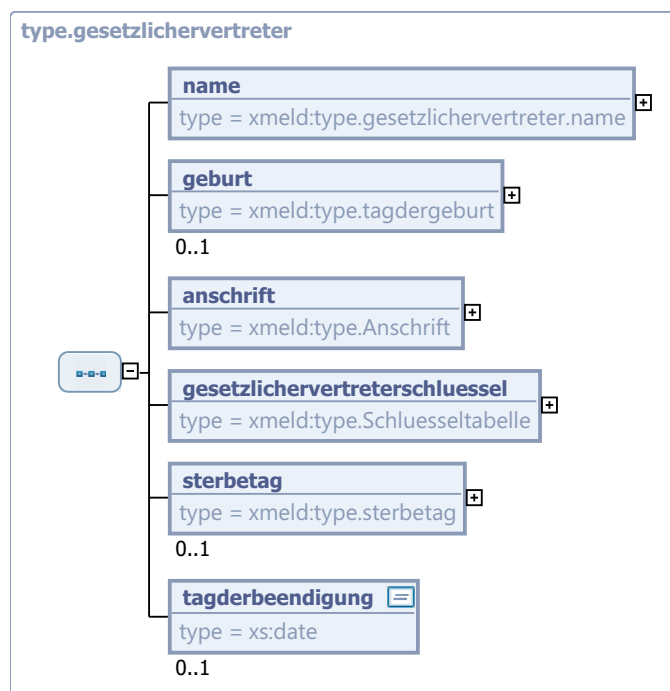 type.gesetzlichervertreter
name
type = xmeld:type.gesetzlichervertreter.name
geburt
type = xmeld:type.tagdergeburt
0..1
anschrift
type = xmeld:type.Anschrift
gesetzlichervertreterschluessel
type = xmeld:type.Schluesseltabelle
sterbetag
type = xmeld:type.sterbetag
0..1
tagderbeendigung
type = xs:date
0..1